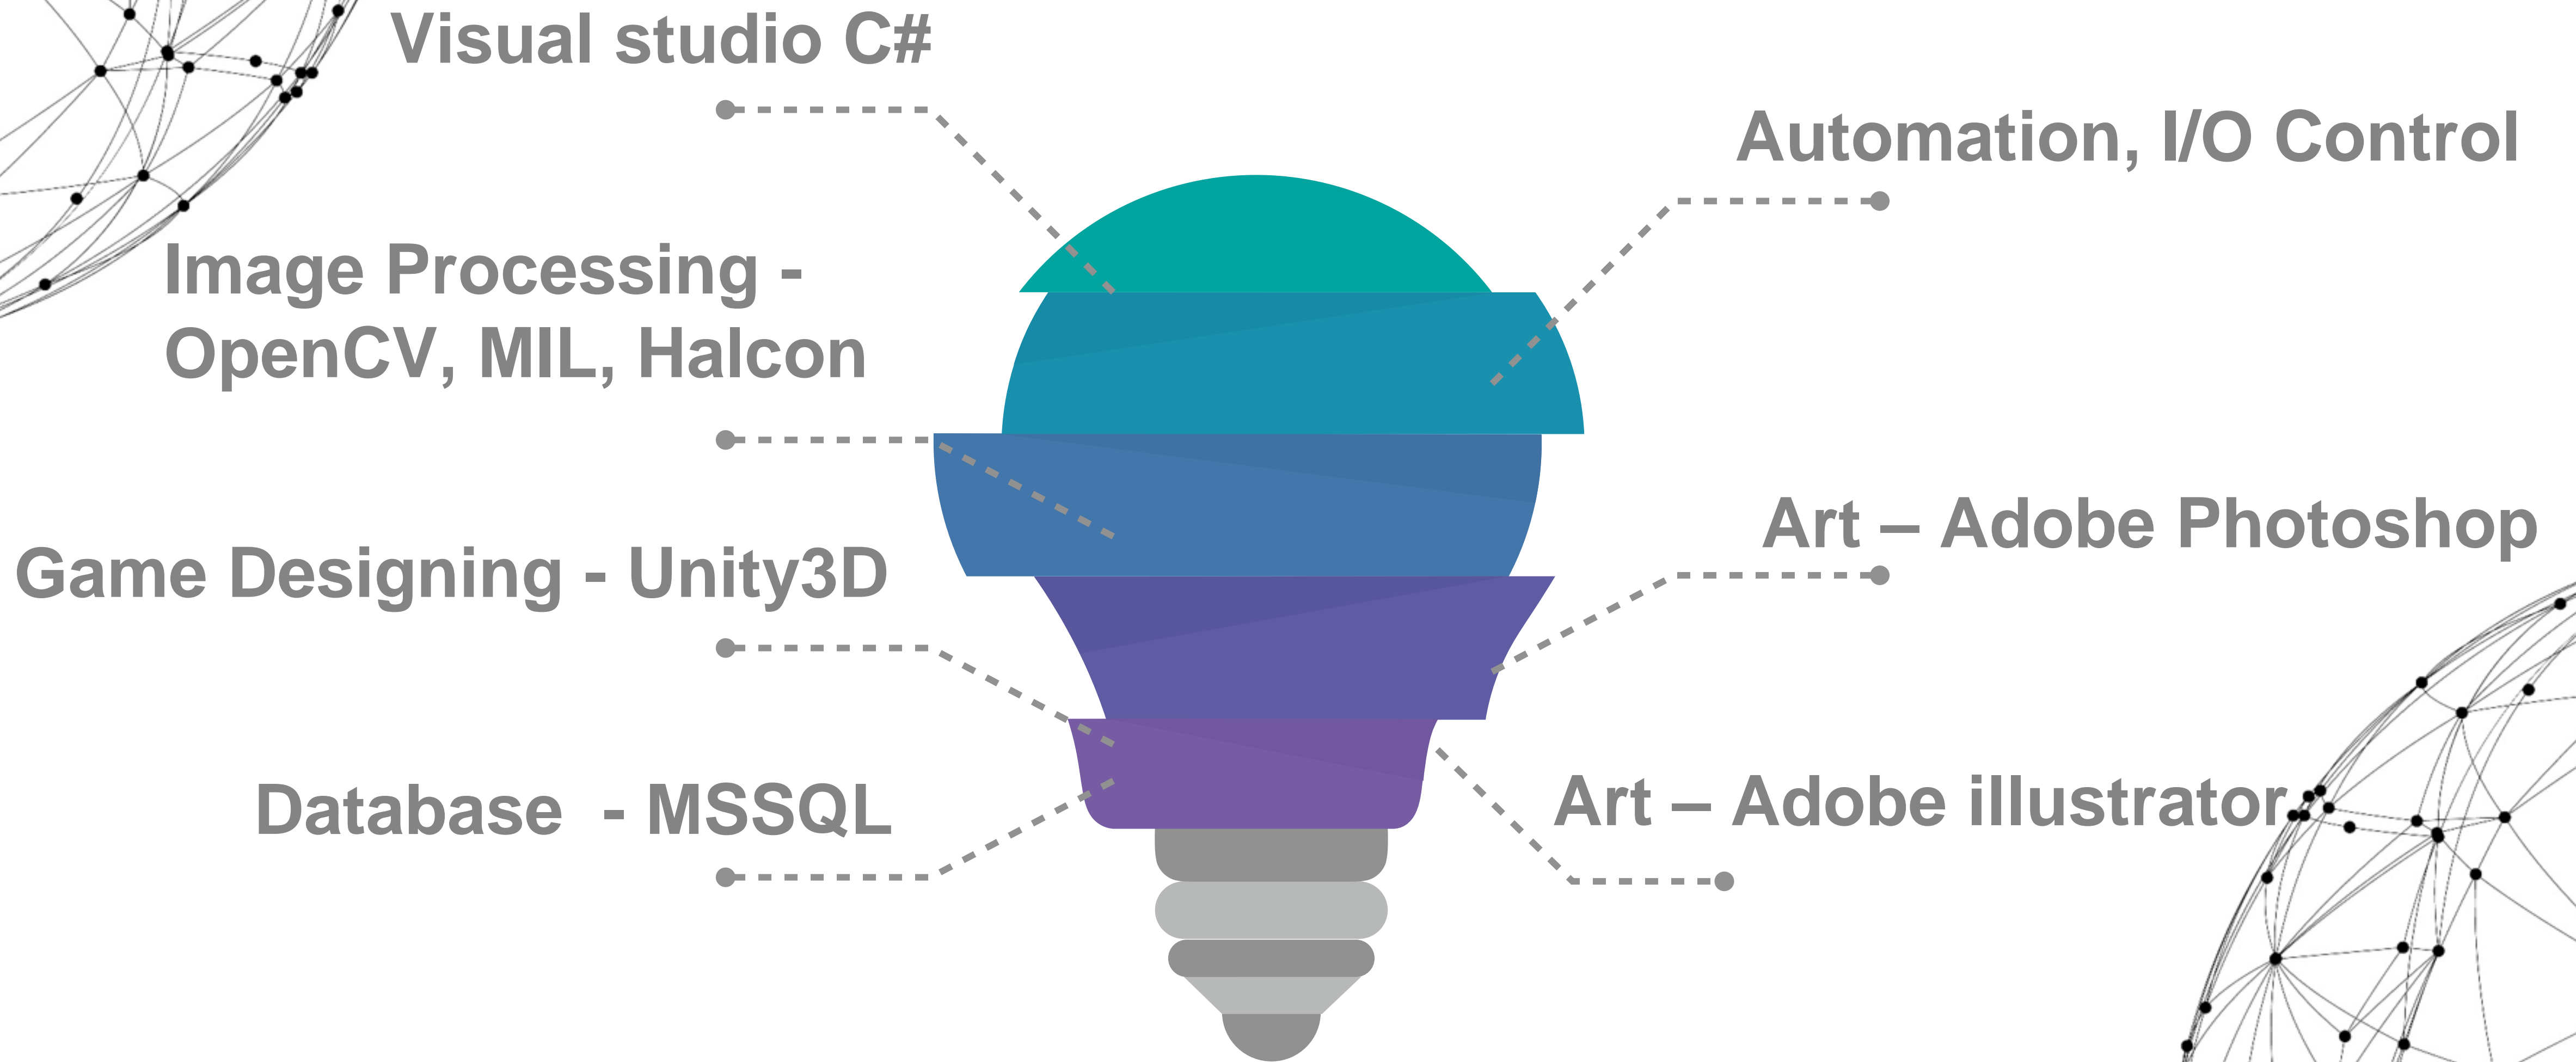 Visual studio C#
Automation, I/O Control
Image Processing -
OpenCV, MIL, Halcon
Art – Adobe Photoshop
Game Designing - Unity3D
Database  - MSSQL
Art – Adobe illustrator